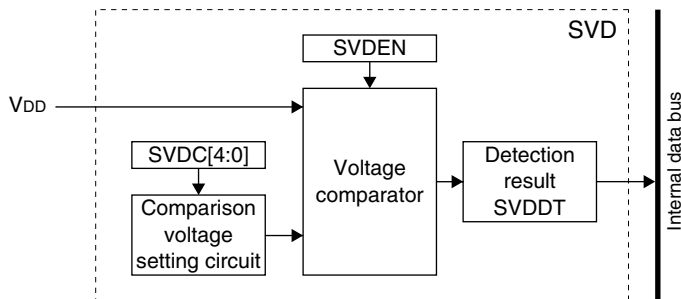 SVD
SVDEN
VDD
SVDC[4:0]
Voltage
comparator
Detection
result
SVDDT
Comparison
voltage
setting circuit
Internal data bus